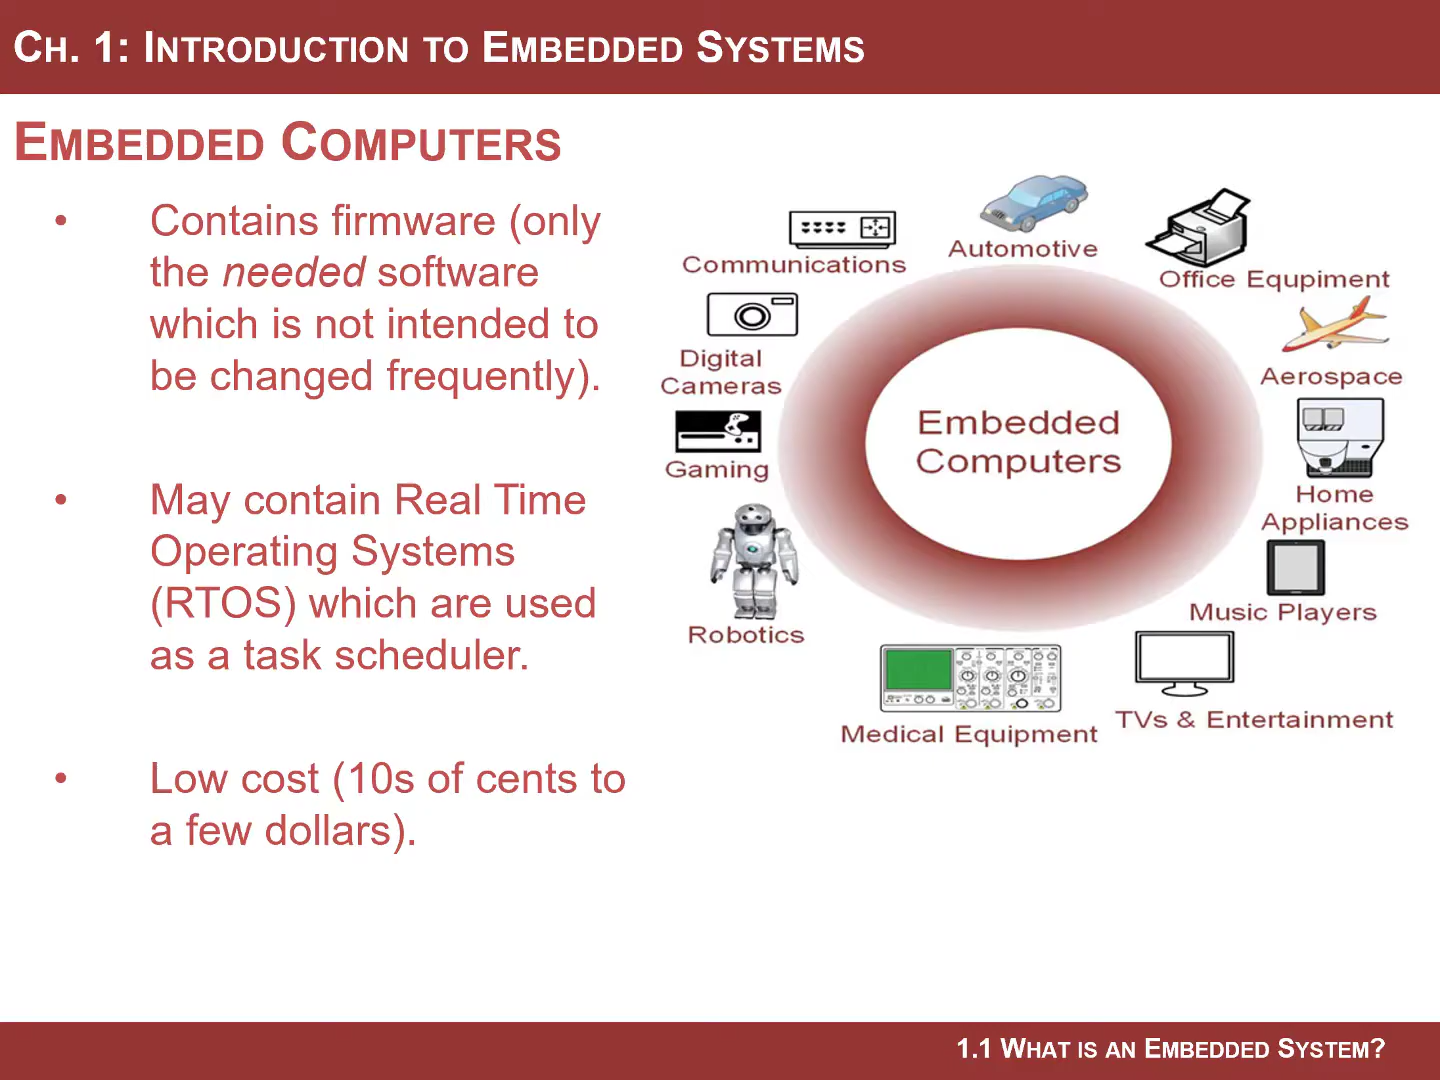 CH. 1: INTRODUCTION TO EMBEDDED SYSTEMS
EMBEDDED COMPUTERS
• Contains firmware (only
the needed software
which is not intended to
be changed frequently).
• May contain Real Time
Operating Systems
(RTOS) which are used
as a task scheduler.
• Low cost (10s of cents to
a few dollars).
Communications
Automotive
Office Equpiment
Digital
Cameras
Aerospace
Gaming
Embedded
Computers
Home
Appliances
Robotics
Music Players
Medical Equipment
TVs & Entertainment
1.1 WHAT IS AN EMBEDDED SYSTEM?